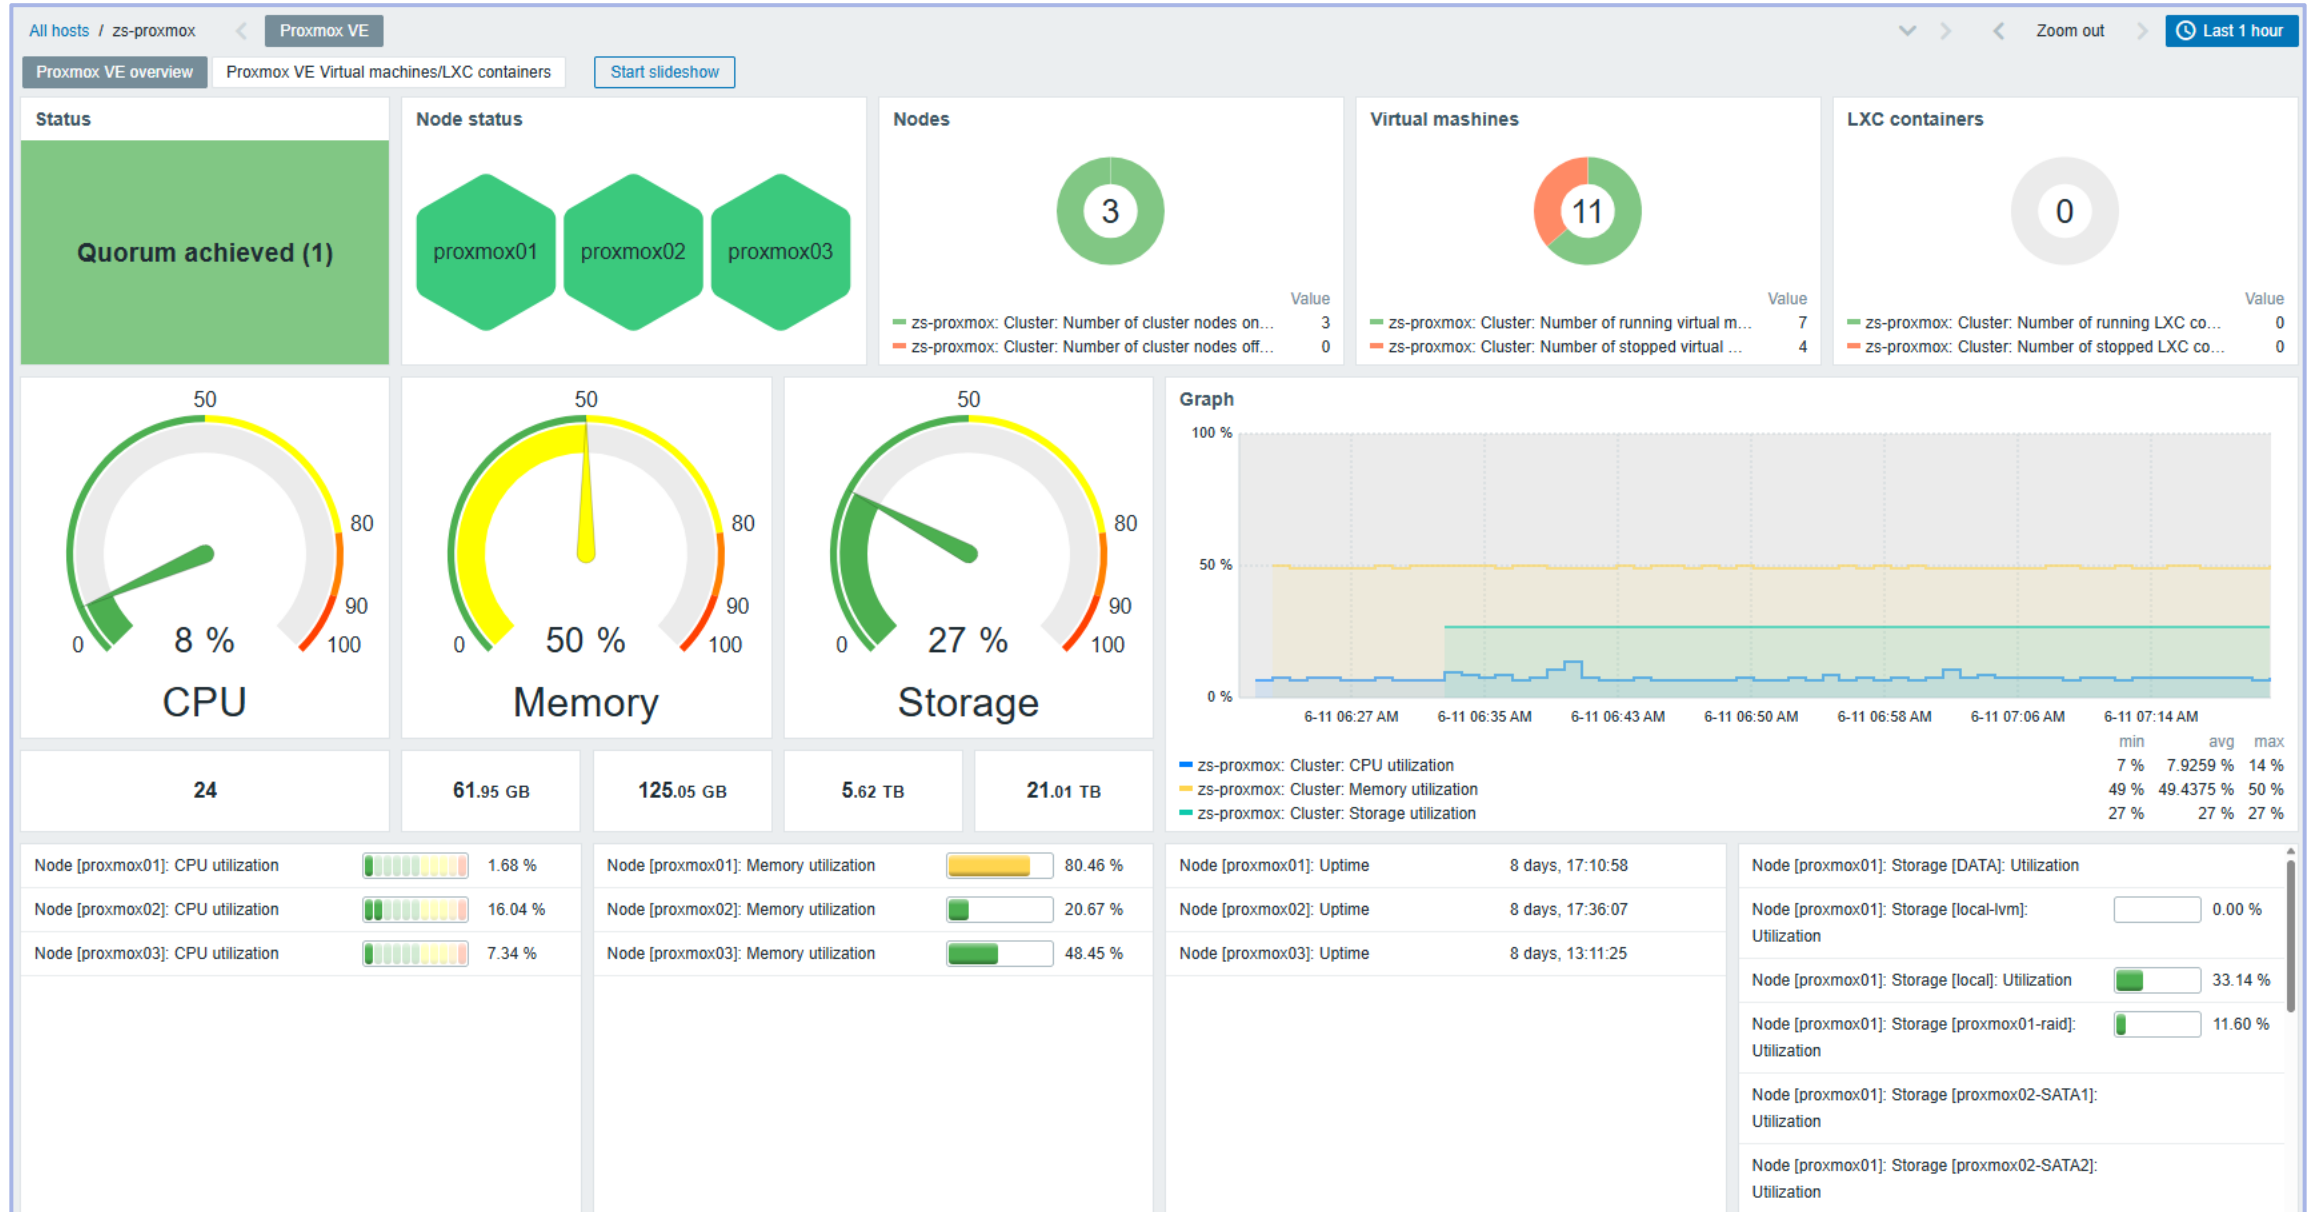 All hosts / zs-proxmox Proxmox VE Zoom out Last 1 hour
Proxmox VE overview Proxmox VE Virtual machines/LXC containers Start slideshow
Status
Quorum achieved (1)
Node status
proxmox01 proxmox02 proxmox03
Nodes
3
Value
zs-proxmox: Cluster: Number of cluster nodes on... 3
zs-proxmox: Cluster: Number of cluster nodes off... 0
Virtual mashines
11
Value
zs-proxmox: Cluster: Number of running virtual m... 7
zs-proxmox: Cluster: Number of stopped virtual ... 4
LXC containers
0
Value
zs-proxmox: Cluster: Number of running LXC co... 0
zs-proxmox: Cluster: Number of stopped LXC co... 0
50
80
90
0 8 % 100
CPU
50
80
90
0 50 % 100
Memory
50
80
90
0 27 % 100
Storage
24
61.95 GB
125.05 GB
5.62 TB
21.01 TB
Graph
100 %
50 %
0 %
6-11 06:27 AM 6-11 06:35 AM 6-11 06:43 AM 6-11 06:50 AM 6-11 06:58 AM 6-11 07:06 AM 6-11 07:14 AM
min avg max
zs-proxmox: Cluster: CPU utilization 7 % 7.9259 % 14 %
zs-proxmox: Cluster: Memory utilization 49 % 49.4375 % 50 %
zs-proxmox: Cluster: Storage utilization 27 % 27 % 27 %
Node [proxmox01]: CPU utilization 1.68 %
Node [proxmox02]: CPU utilization 16.04 %
Node [proxmox03]: CPU utilization 7.34 %
Node [proxmox01]: Memory utilization 80.46 %
Node [proxmox02]: Memory utilization 20.67 %
Node [proxmox03]: Memory utilization 48.45 %
Node [proxmox01]: Uptime 8 days, 17:10:58
Node [proxmox02]: Uptime 8 days, 17:36:07
Node [proxmox03]: Uptime 8 days, 13:11:25
Node [proxmox01]: Storage [DATA]: Utilization
Node [proxmox01]: Storage [local-lvm]: 0.00 %
Utilization
Node [proxmox01]: Storage [local]: Utilization 33.14 %
Node [proxmox01]: Storage [proxmox01-raid]: 11.60 %
Utilization
Node [proxmox01]: Storage [proxmox02-SATA1]:
Utilization
Node [proxmox01]: Storage [proxmox02-SATA2]:
Utilization